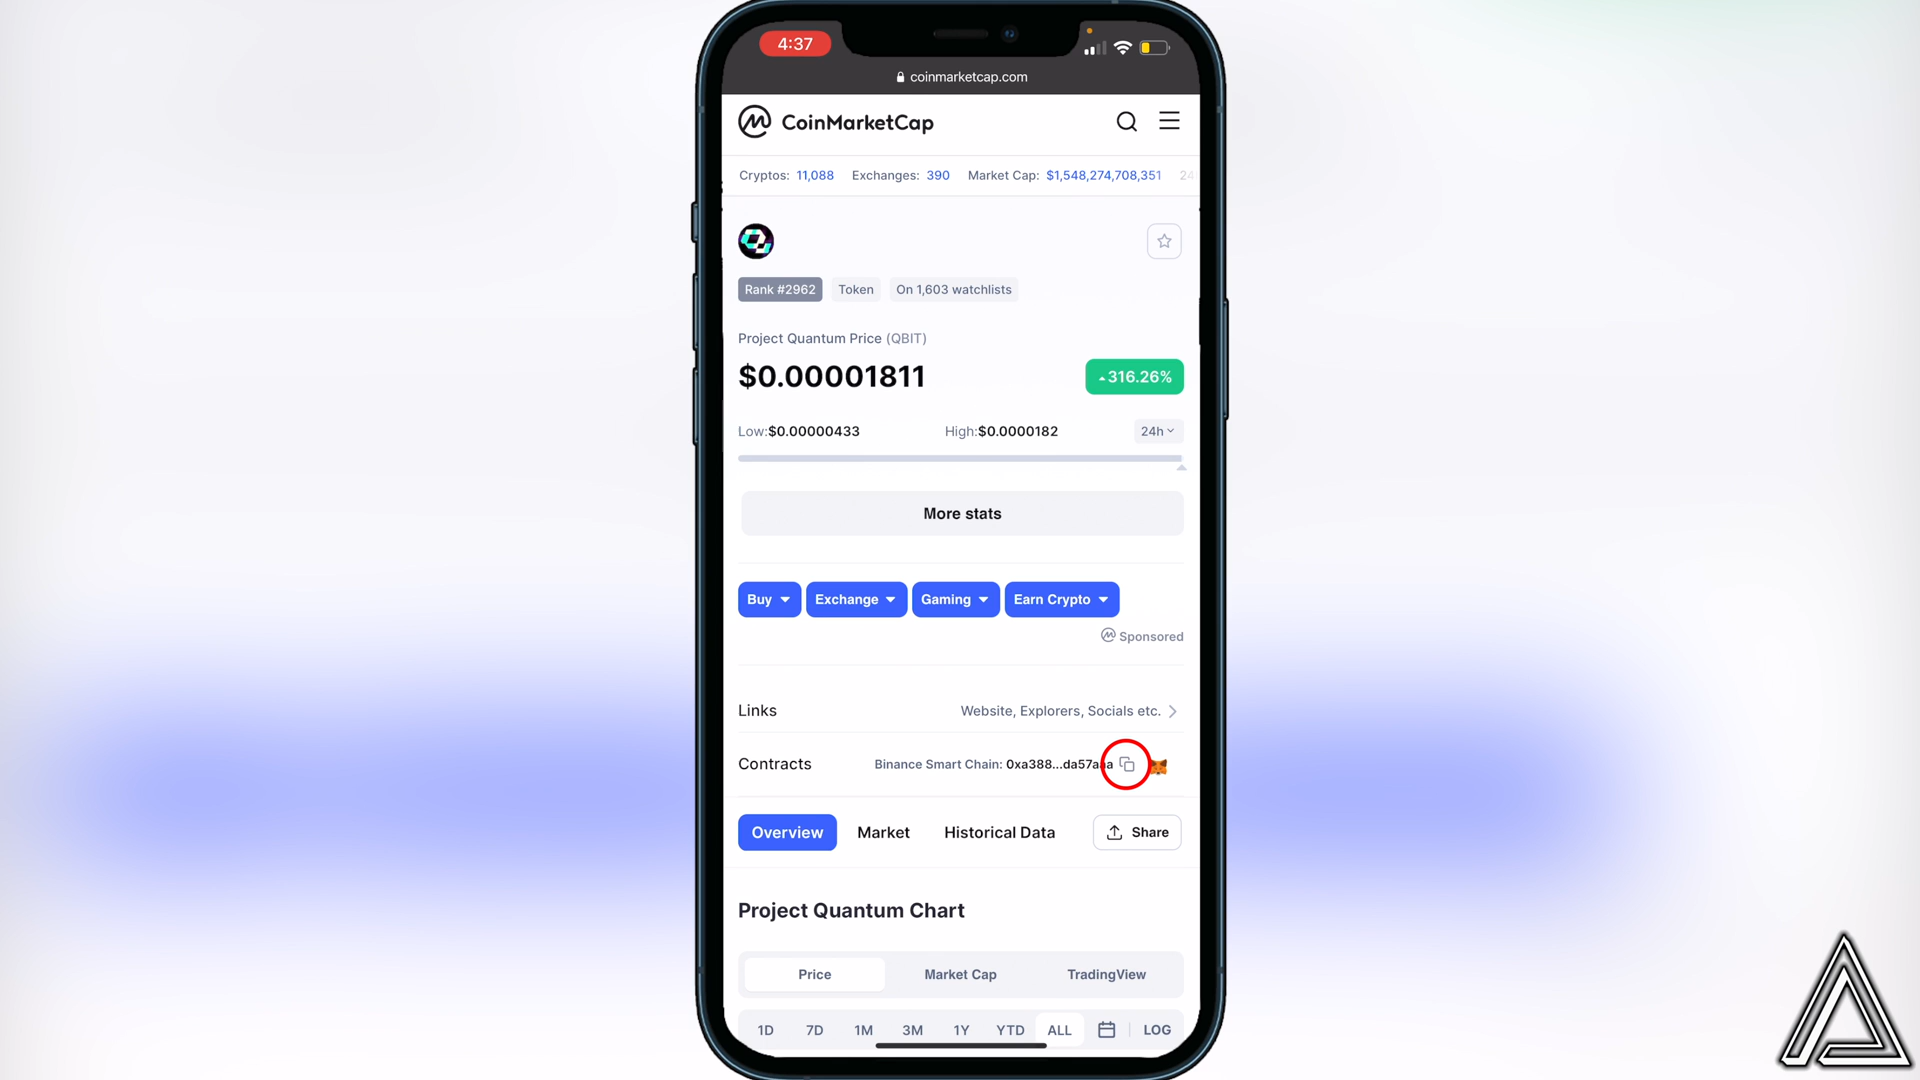 4:37
coinmarketcap.com
CoinMarketCap
Cryptos: 11,088 Exchanges: 390 Market Cap: $1,548,274,708,351 24
Rank #2962 Token On 1,603 watchlists
Project Quantum Price (QBIT)
$0.00001811 316.26%
Low:$0.00000433 High:$0.0000182 24h
More stats
Buy Exchange Gaming Earn Crypto
Sponsored
Links Website, Explorers, Socials etc.
Contracts Binance Smart Chain: 0xa388...da57aaa
Overview Market Historical Data Share
Project Quantum Chart
Price Market Cap TradingView
1D 7D 1M 3M 1Y YTD ALL LOG